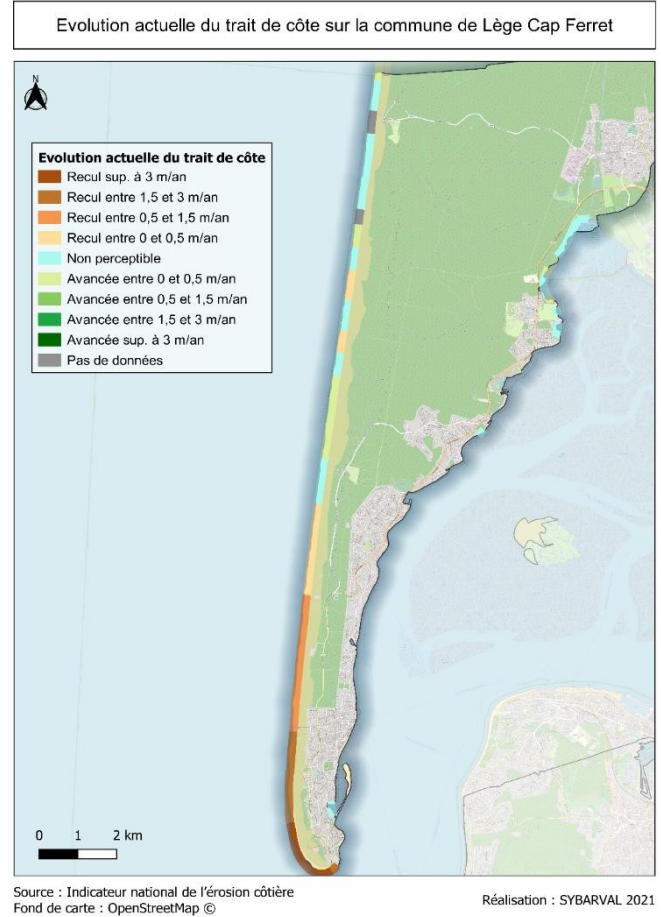 Evolution actuelle du trait de côte sur la commune de Lège Cap Ferret
N
Evolution actuelle du trait de côte
Recul sup. à 3 m/an
Recul entre 1,5 et 3 m/an
Recul entre 0,5 et 1,5 m/an
Recul entre 0 et 0,5 m/an
Non perceptible
Avancée entre 0 et 0,5 m/an
Avancée entre 0,5 et 1,5 m/an
Avancée entre 1,5 et 3 m/an
Avancée sup. à 3 m/an
Pas de données
0 1 2 km
Source : Indicateur national de l'érosion côtière
Fond de carte : OpenStreetMap ©
Réalisation : SYBARVAL 2021